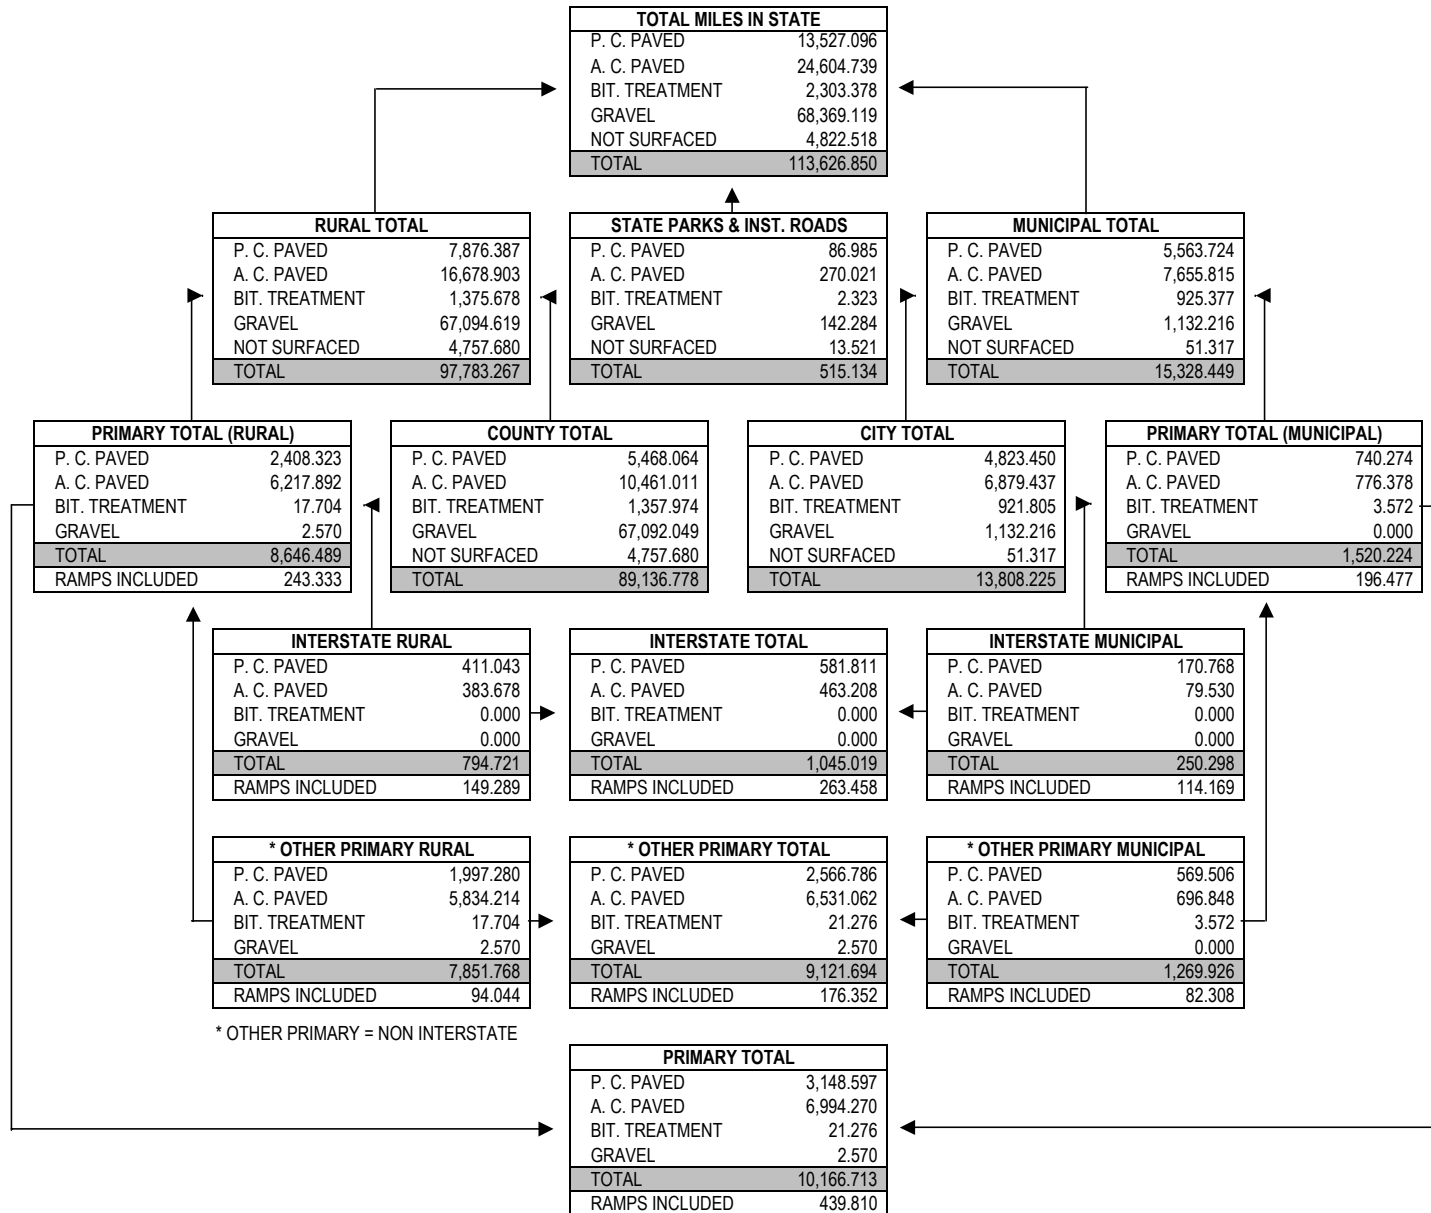 TOTAL MILES IN STATE
P. C. PAVED 13,527.096
A. C. PAVED 24,604.739
BIT. TREATMENT 2,303.378
GRAVEL 68,369.119
NOT SURFACED 4,822.518
TOTAL 113,626.850
RURAL TOTAL
P. C. PAVED 7,876.387
A. C. PAVED 16,678.903
BIT. TREATMENT 1,375.678
GRAVEL 67,094.619
NOT SURFACED 4,757.680
TOTAL 97,783.267
STATE PARKS & INST. ROADS
P. C. PAVED 86.985
A. C. PAVED 270.021
BIT. TREATMENT 2.323
GRAVEL 142.284
NOT SURFACED 13.521
TOTAL 515.134
MUNICIPAL TOTAL
P. C. PAVED 5,563.724
A. C. PAVED 7,655.815
BIT. TREATMENT 925.377
GRAVEL 1,132.216
NOT SURFACED 51.317
TOTAL 15,328.449
PRIMARY TOTAL (RURAL)
P. C. PAVED 2,408.323
A. C. PAVED 6,217.892
BIT. TREATMENT 17.704
GRAVEL 2.570
TOTAL 8,646.489
RAMPS INCLUDED 243.333
COUNTY TOTAL
P. C. PAVED 5,468.064
A. C. PAVED 10,461.011
BIT. TREATMENT 1,357.974
GRAVEL 67,092.049
NOT SURFACED 4,757.680
TOTAL 89,136.778
CITY TOTAL
P. C. PAVED 4,823.450
A. C. PAVED 6,879.437
BIT. TREATMENT 921.805
GRAVEL 1,132.216
NOT SURFACED 51.317
TOTAL 13,808.225
PRIMARY TOTAL (MUNICIPAL)
P. C. PAVED 740.274
A. C. PAVED 776.378
BIT. TREATMENT 3.572
GRAVEL 0.000
TOTAL 1,520.224
RAMPS INCLUDED 196.477
INTERSTATE RURAL
P. C. PAVED 411.043
A. C. PAVED 383.678
BIT. TREATMENT 0.000
GRAVEL 0.000
TOTAL 794.721
RAMPS INCLUDED 149.289
INTERSTATE TOTAL
P. C. PAVED 581.811
A. C. PAVED 463.208
BIT. TREATMENT 0.000
GRAVEL 0.000
TOTAL 1,045.019
RAMPS INCLUDED 263.458
INTERSTATE MUNICIPAL
P. C. PAVED 170.768
A. C. PAVED 79.530
BIT. TREATMENT 0.000
GRAVEL 0.000
TOTAL 250.298
RAMPS INCLUDED 114.169
* OTHER PRIMARY RURAL
P. C. PAVED 1,997.280
A. C. PAVED 5,834.214
BIT. TREATMENT 17.704
GRAVEL 2.570
TOTAL 7,851.768
RAMPS INCLUDED 94.044
* OTHER PRIMARY TOTAL
P. C. PAVED 2,566.786
A. C. PAVED 6,531.062
BIT. TREATMENT 21.276
GRAVEL 2.570
TOTAL 9,121.694
RAMPS INCLUDED 176.352
* OTHER PRIMARY MUNICIPAL
P. C. PAVED 569.506
A. C. PAVED 696.848
BIT. TREATMENT 3.572
GRAVEL 0.000
TOTAL 1,269.926
RAMPS INCLUDED 82.308
* OTHER PRIMARY = NON INTERSTATE
PRIMARY TOTAL
P. C. PAVED 3,148.597
A. C. PAVED 6,994.270
BIT. TREATMENT 21.276
GRAVEL 2.570
TOTAL 10,166.713
RAMPS INCLUDED 439.810